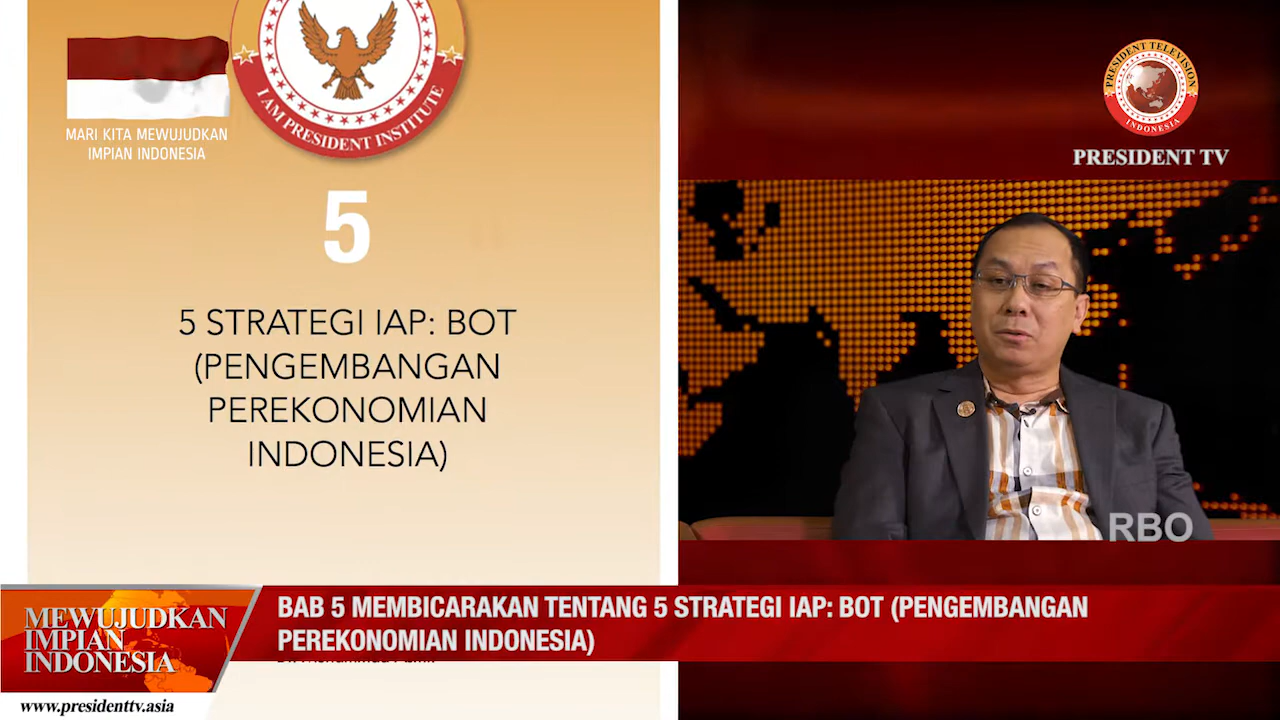 MARI KITA MEWUJUDKAN
IMPIAN INDONESIA
I AM PRESIDENT INSTITUTE
5
5 STRATEGI IAP: BOT
(PENGEMBANGAN
PEREKONOMIAN
INDONESIA)
PRESIDENT TELEVISION
INDONESIA
PRESIDENT TV
RBO
MEWUJUDKAN
IMPIAN
INDONESIA
BAB 5 MEMBICARAKAN TENTANG 5 STRATEGI IAP: BOT (PENGEMBANGAN
PEREKONOMIAN INDONESIA)
www.presidenttv.asia